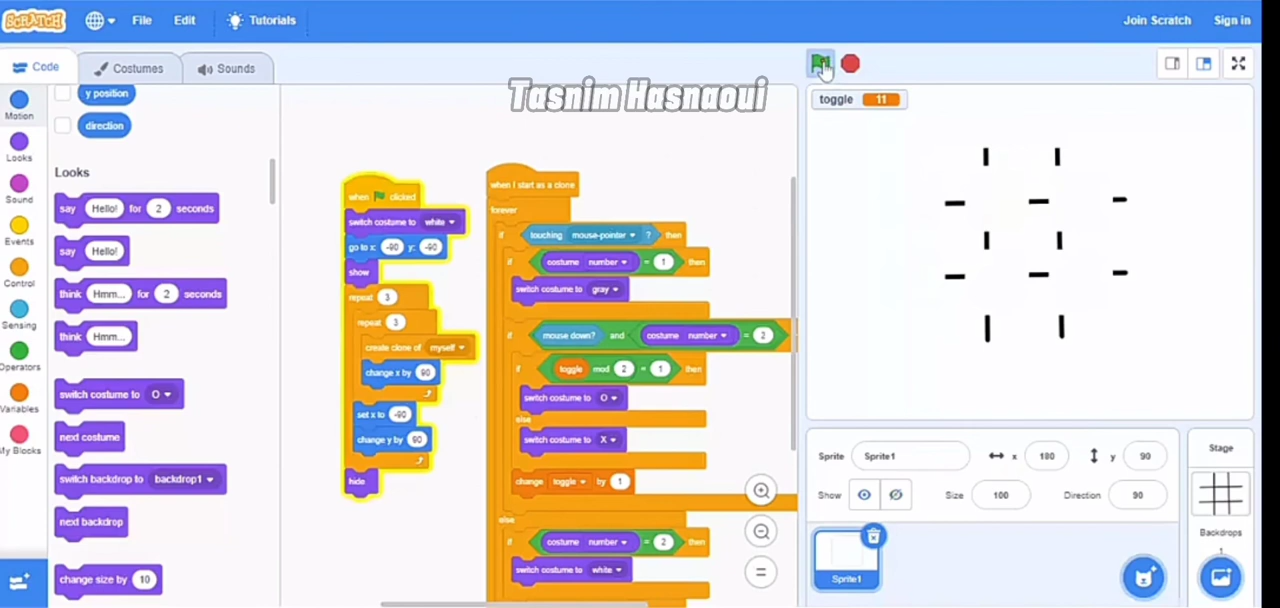 SCRATCH File Edit Tutorials Join Scratch Sign in
Code Costumes Sounds
Tasnim Hasnaoui
Motion
Looks
Sound
Events
Control
Sensing
Operators
Variables
My Blocks
y position
direction
Looks
say Hello! for 2 seconds
say Hello!
think Hmm... for 2 seconds
think Hmm...
switch costume to O
next costume
switch backdrop to backdrop1
next backdrop
change size by 10
when clicked
switch costume to white
go to x: -90 y: -90
show
repeat 3
repeat 3
create clone of myself
change x by 90
set x to -90
change y by 90
hide
when I start as a clone
forever
if touching mouse-pointer ? then
if costume number = 1 then
switch costume to gray
if mouse down? and costume number = 2
if toggle mod 2 = 1 then
switch costume to O
else
switch costume to X
change toggle by 1
else
if costume number = 2 then
switch costume to white
toggle 11
Sprite Sprite1 x 180 y 90
Show Size 100 Direction 90
Sprite1
Stage
Backdrops
1